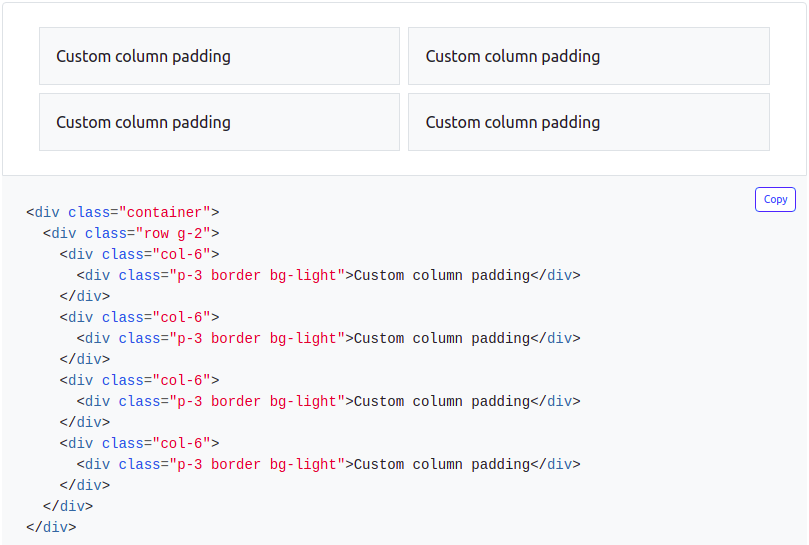 Custom column padding Custom column padding
Custom column padding Custom column padding
Copy
<div class="container">
  <div class="row g-2">
    <div class="col-6">
      <div class="p-3 border bg-light">Custom column padding</div>
    </div>
    <div class="col-6">
      <div class="p-3 border bg-light">Custom column padding</div>
    </div>
    <div class="col-6">
      <div class="p-3 border bg-light">Custom column padding</div>
    </div>
    <div class="col-6">
      <div class="p-3 border bg-light">Custom column padding</div>
    </div>
  </div>
</div>